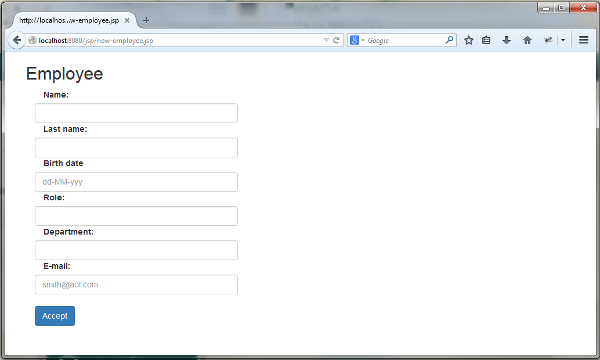 http://localhos...w-employee.jsp
localhost:8080/jsp/new-employee.jsp
Google
Employee
Name:
Last name:
Birth date
dd-MM-yyy
Role:
Department:
E-mail:
smith@aol.com
Accept